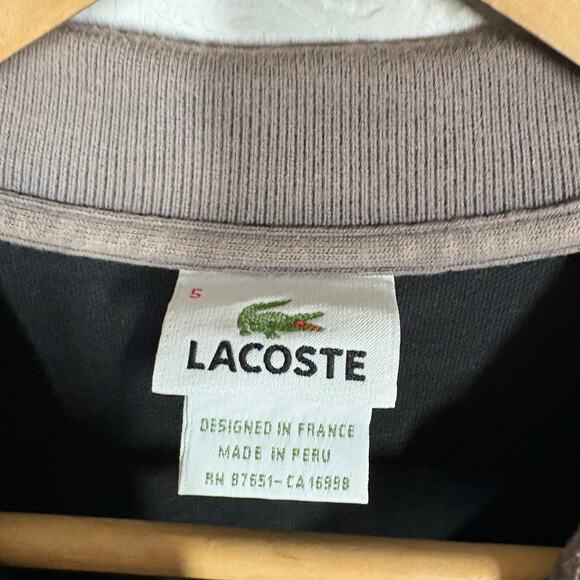 5
LACOSTE
DESIGNED IN FRANCE
MADE IN PERU
RN 87651-CA 16998